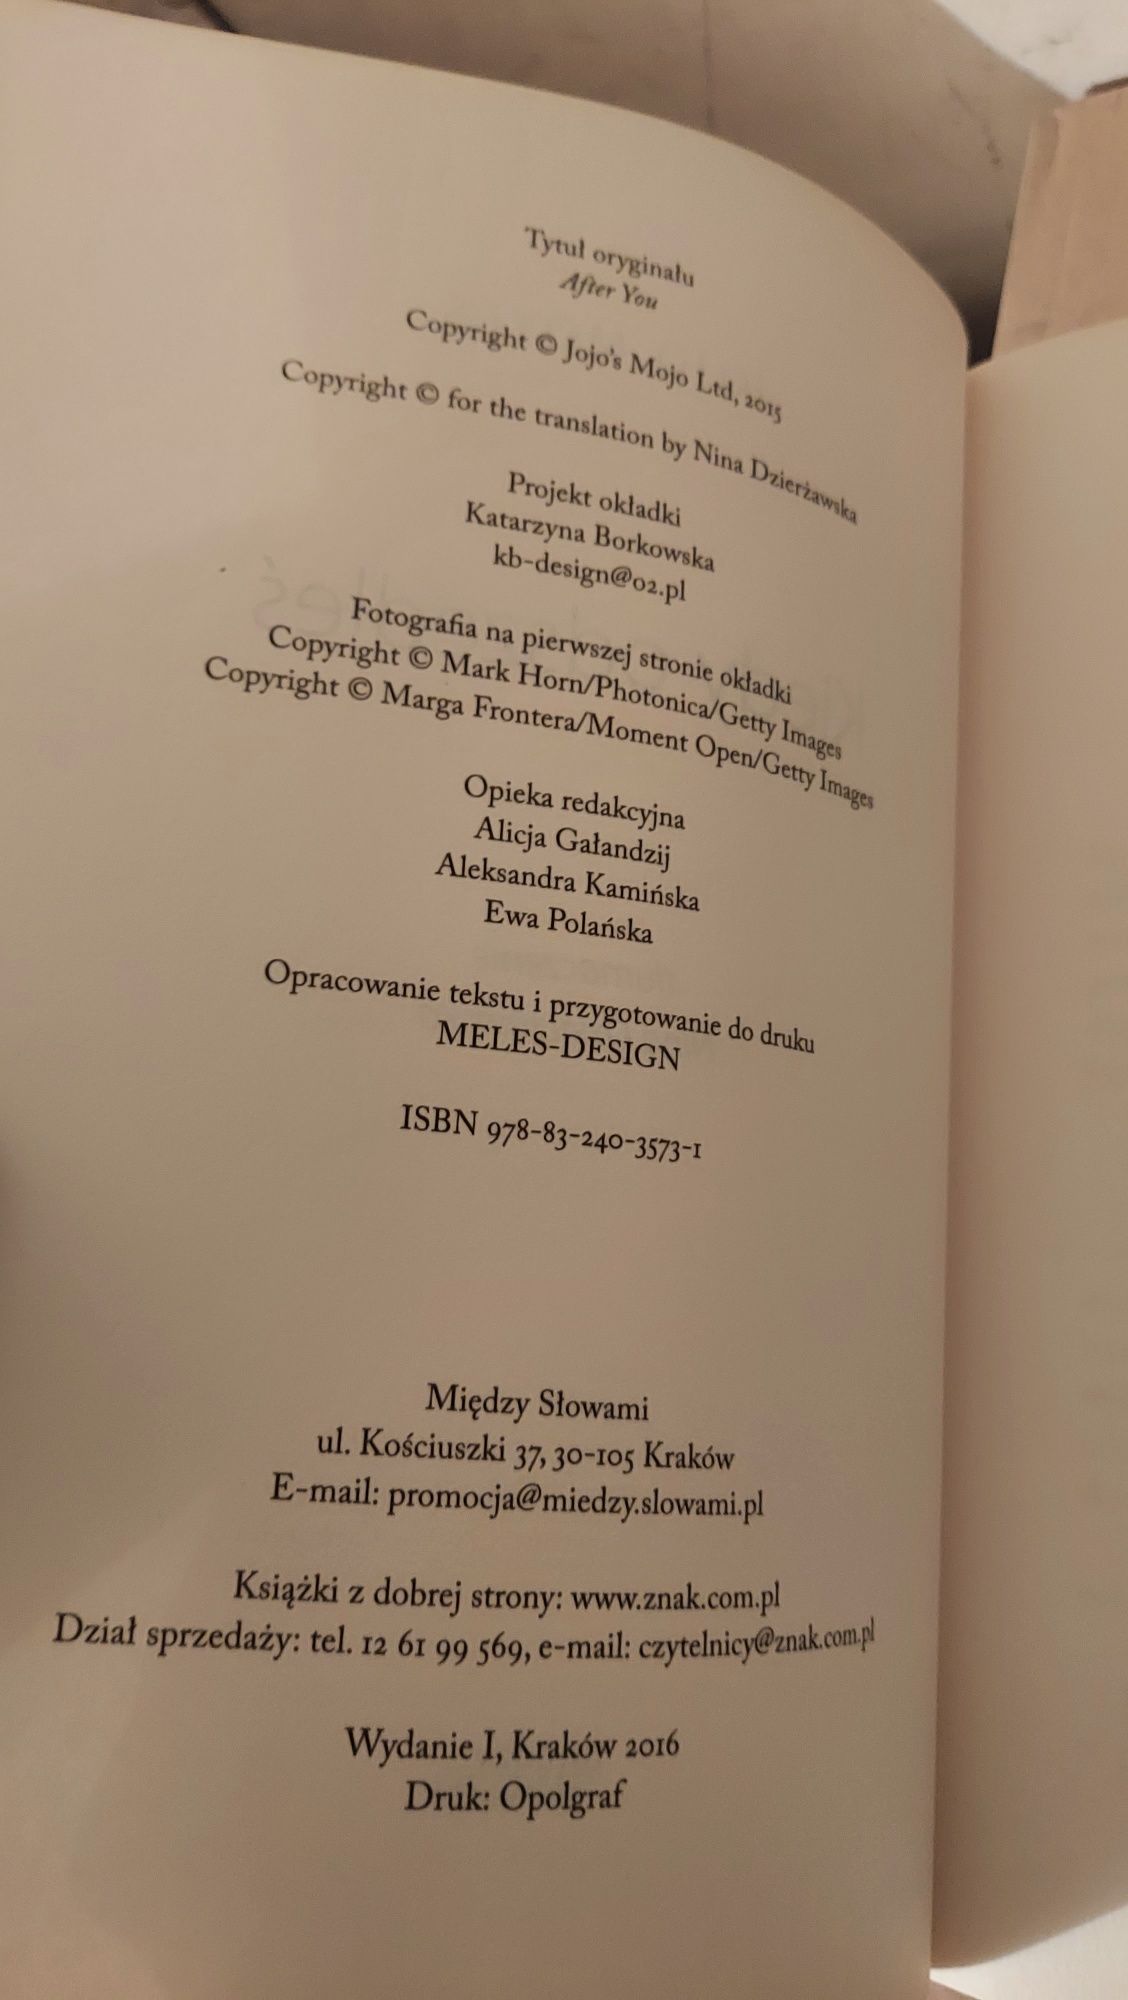 Tytuł oryginału
After You
Copyright © Jojo's Mojo Ltd, 2015
Copyright © for the translation by Nina Dzierżawska
Projekt okładki
Katarzyna Borkowska
kb-design@o2.pl
Fotografia na pierwszej stronie okładki
Copyright © Mark Horn/Photonica/Getty Images
Copyright © Marga Frontera/Moment Open/Getty Images
Opieka redakcyjna
Alicja Gałandzij
Aleksandra Kamińska
Ewa Polańska
Opracowanie tekstu i przygotowanie do druku
MELES-DESIGN
ISBN 978-83-240-3573-1
Między Słowami
ul. Kościuszki 37, 30-105 Kraków
E-mail: promocja@miedzy.slowami.pl
Książki z dobrej strony: www.znak.com.pl
Dział sprzedaży: tel. 12 61 99 569, e-mail: czytelnicy@znak.com.pl
Wydanie I, Kraków 2016
Druk: Opolgraf